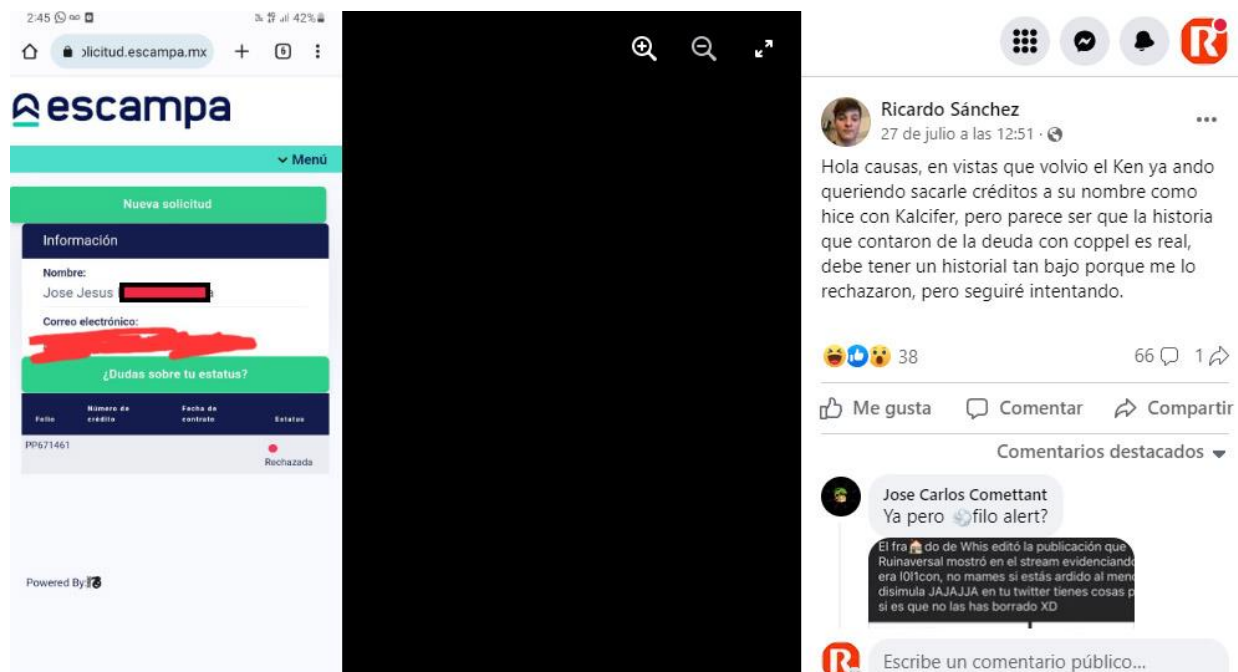 2:45
42%
olicitud.escampa.mx
6
escampa
Menú
Nueva solicitud
Información
Nombre:
Jose Jesus
Correo electrónico:
¿Dudas sobre tu estatus?
Folio Número de crédito Fecha de contrato Estatus
PP671461
Rechazada
Powered By:
Ricardo Sánchez
27 de julio a las 12:51 ·
Hola causas, en vistas que volvio el Ken ya ando
queriendo sacarle créditos a su nombre como
hice con Kalcifer, pero parece ser que la historia
que contaron de la deuda con coppel es real,
debe tener un historial tan bajo porque me lo
rechazaron, pero seguiré intentando.
38
66 1
Me gusta Comentar Compartir
Comentarios destacados
Jose Carlos Comettant
Ya pero 💨filo alert?
El fra🏠do de Whis editó la publicación que
Ruinaversal mostró en el stream evidenciando
era l0l1con, no mames si estás ardido al meno
disimula JAJAJJA en tu twitter tienes cosas p
si es que no las has borrado XD
Escribe un comentario público...